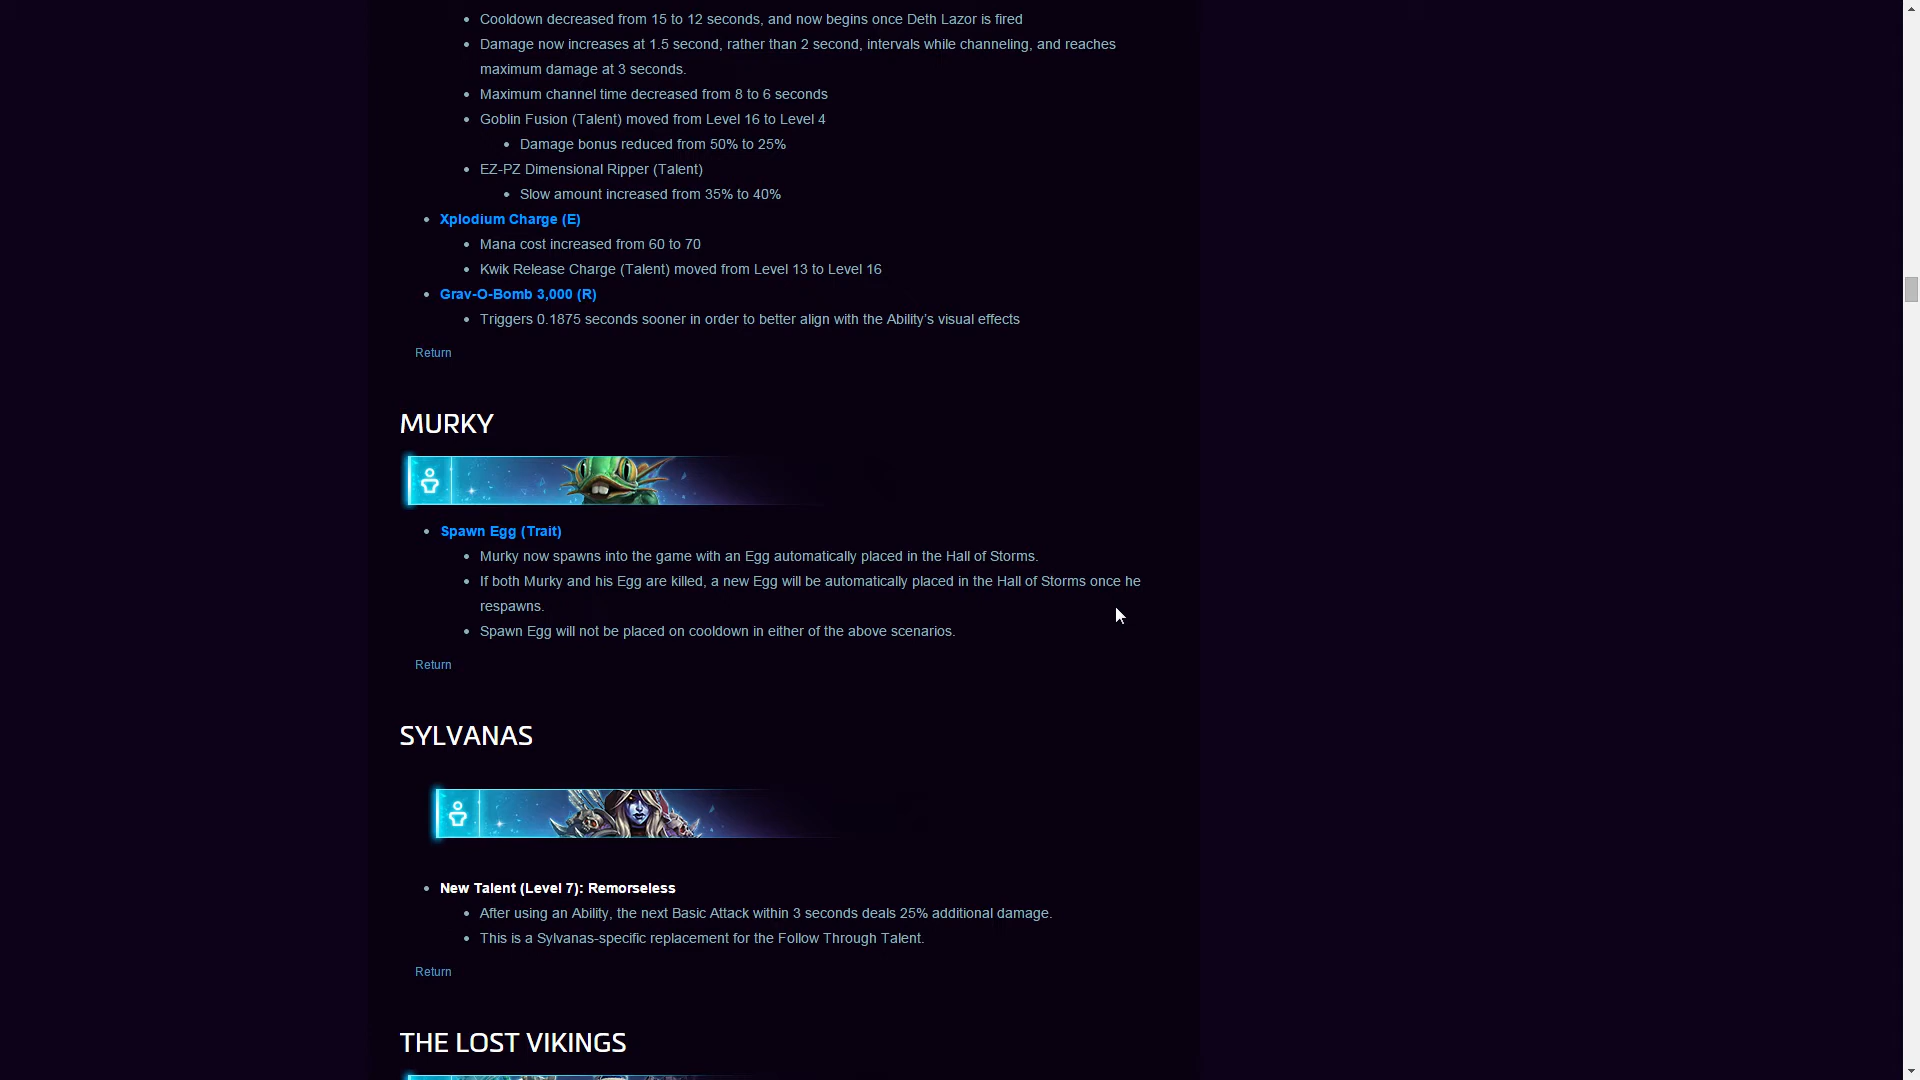 Cooldown decreased from 15 to 12 seconds, and now begins once Deth Lazor is fired
Damage now increases at 1.5 second, rather than 2 second, intervals while channeling, and reaches
maximum damage at 3 seconds.
Maximum channel time decreased from 8 to 6 seconds
Goblin Fusion (Talent) moved from Level 16 to Level 4
Damage bonus reduced from 50% to 25%
EZ-PZ Dimensional Ripper (Talent)
Slow amount increased from 35% to 40%
Xplodium Charge (E)
Mana cost increased from 60 to 70
Kwik Release Charge (Talent) moved from Level 13 to Level 16
Grav-O-Bomb 3,000 (R)
Triggers 0.1875 seconds sooner in order to better align with the Ability’s visual effects
Return
MURKY
Spawn Egg (Trait)
Murky now spawns into the game with an Egg automatically placed in the Hall of Storms.
If both Murky and his Egg are killed, a new Egg will be automatically placed in the Hall of Storms once he
respawns.
Spawn Egg will not be placed on cooldown in either of the above scenarios.
Return
SYLVANAS
New Talent (Level 7): Remorseless
After using an Ability, the next Basic Attack within 3 seconds deals 25% additional damage.
This is a Sylvanas-specific replacement for the Follow Through Talent.
Return
THE LOST VIKINGS